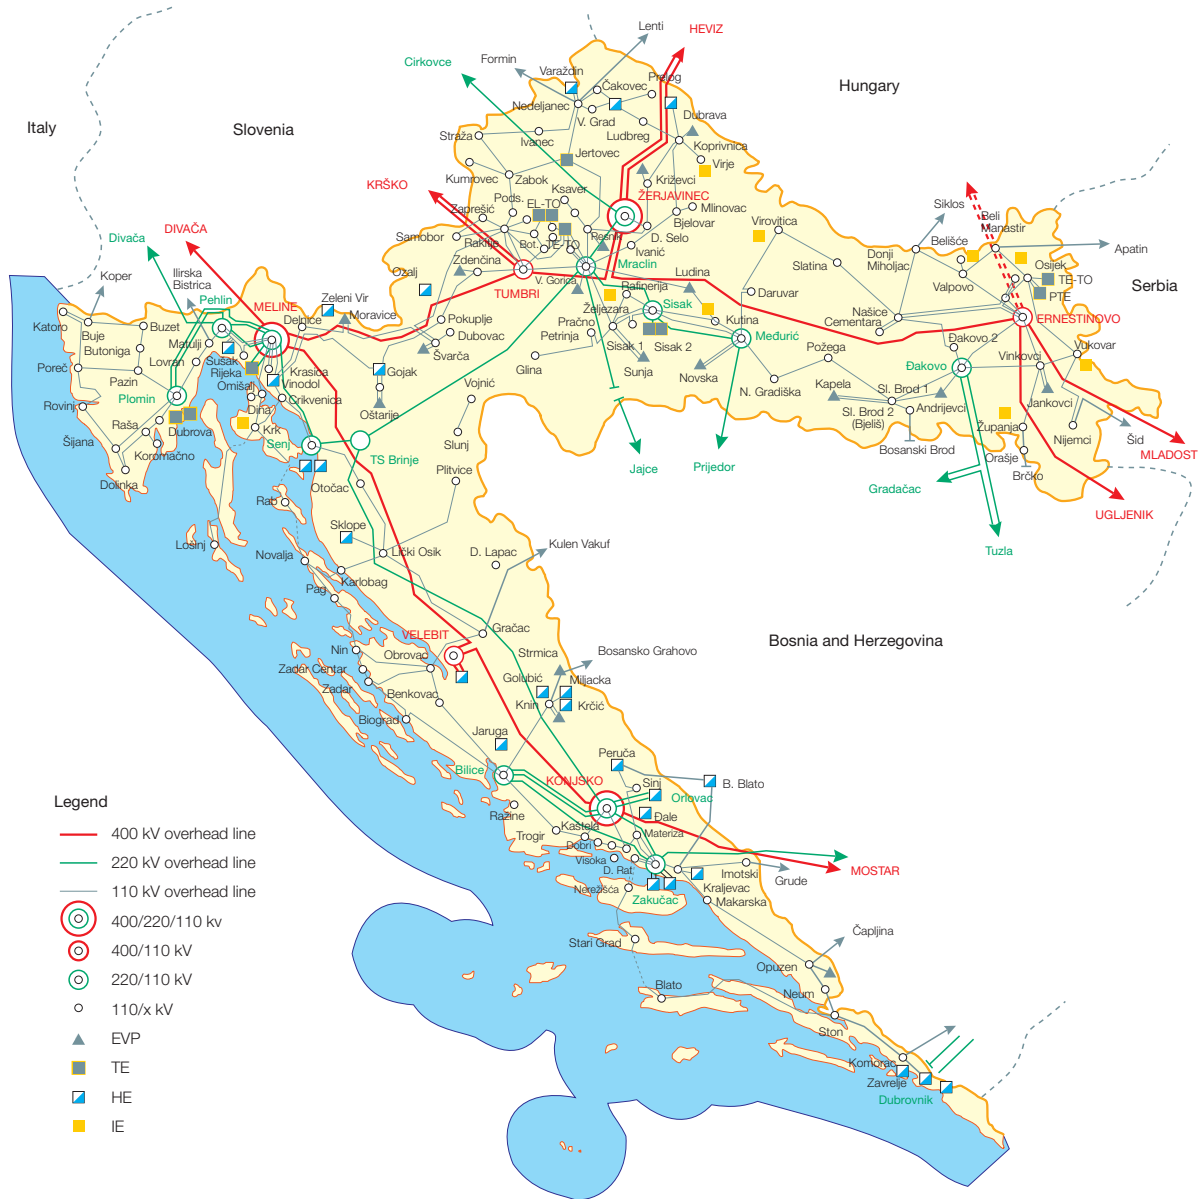 Lenti
HEVIZ
Formin
Cirkovce
Varaždin
Čakovec
Prelog
Hungary
Nedeljanec
V. Grad
Dubrava
Italy
Slovenia
Straža
Ivanec
Ludbreg
Koprivnica
Jertovec
Virje
Kumrovec
Zabok
Križevci
KRŠKO
Ksaver
ŽERJAVINEC
Pods.
EL-TO
Mlinovac
Zaprešić
Bjelovar
Virovitica
Siklos
Beli
Manastir
DIVAČA
Divača
Samobor
Rakitje
Bot.
TE-TO
Resnik
D. Selo
Ivanić
Donji
Miholjac
Belišće
Apatin
Zdenčina
Mraclin
Slatina
Osijek
Koper
Ilirska
Bistrica
Ozalj
V. Gorica
Ludina
Valpovo
TE-TO
PTE
Serbia
Pehlin
MELINE
Zeleni Vir
Moravice
TUMBRI
Rafinerija
Sisak
Daruvar
Katoro
Buje
Buzet
Delnice
Pokuplje
Željezara
Pračno
Kutina
Našice
Cementara
ERNESTINOVO
Butoniga
Matulji
Dubovac
Petrinja
Sisak 1
Sisak 2
Međurić
Đakovo 2
Vukovar
Poreč
Lovran
Sušak
Rijeka
Krasica
Švarča
Požega
Vinkovci
Pazin
Omišalj
Vinodol
Gojak
Glina
Sunja
Novska
Đakovo
Plomin
Crikvenica
Vojnić
N. Gradiška
Kapela
Sl. Brod 1
Rovinj
Dina
Oštarije
Sl. Brod 2
(Bjeliš)
Andrijevci
Jankovci
Raša
Dubrova
Krk
Županja
Šijana
Koromačno
Senj
Slunj
Bosanski Brod
Nijemci
Šid
MLADOST
TS Brinje
Jajce
Prijedor
Orašje
Dolinka
Otočac
Plitvice
Gradačac
Brčko
Rab
UGLJENIK
Sklope
Lošinj
Novalja
Lički Osik
D. Lapac
Kulen Vakuf
Tuzla
Karlobag
Pag
VELEBIT
Gračac
Bosnia and Herzegovina
Nin
Obrovac
Strmica
Bosansko Grahovo
Zadar Centar
Golubić
Miljacka
Zadar
Benkovac
Knin
Krčić
Biograd
Jaruga
Peruča
Bilice
KONJSKO
Sinj
B. Blato
Orlovac
Legend
Ražine
Đale
400 kV overhead line
Trogir
Kaštela
Materiza
Dobri
220 kV overhead line
Visoka
D. Rat
Imotski
MOSTAR
110 kV overhead line
Nerežišća
Zakučac
Kraljevac
Grude
Makarska
400/220/110 kv
Stari Grad
Čapljina
400/110 kV
Opuzen
220/110 kV
Blato
Neum
110/x kV
Ston
EVP
Komorac
TE
Zavrelje
HE
Dubrovnik
IE